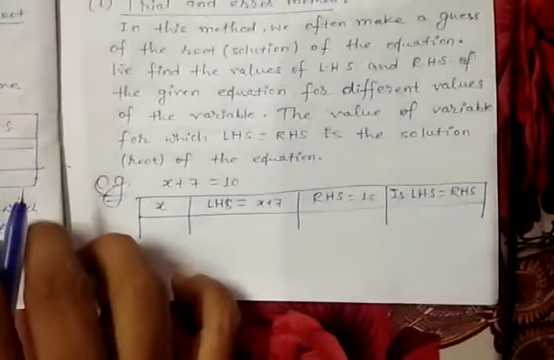 (1) Trial and error method.
In this method, we often make a guess
of the root (solution) of the equation.
We find the values of LHS and RHS of
the given equation for different values
of the variable. The value of variable
for which LHS = RHS is the solution
(root) of the equation.
eg. x+7 = 10
x LHS = x+7 RHS = 10 Is LHS = RHS